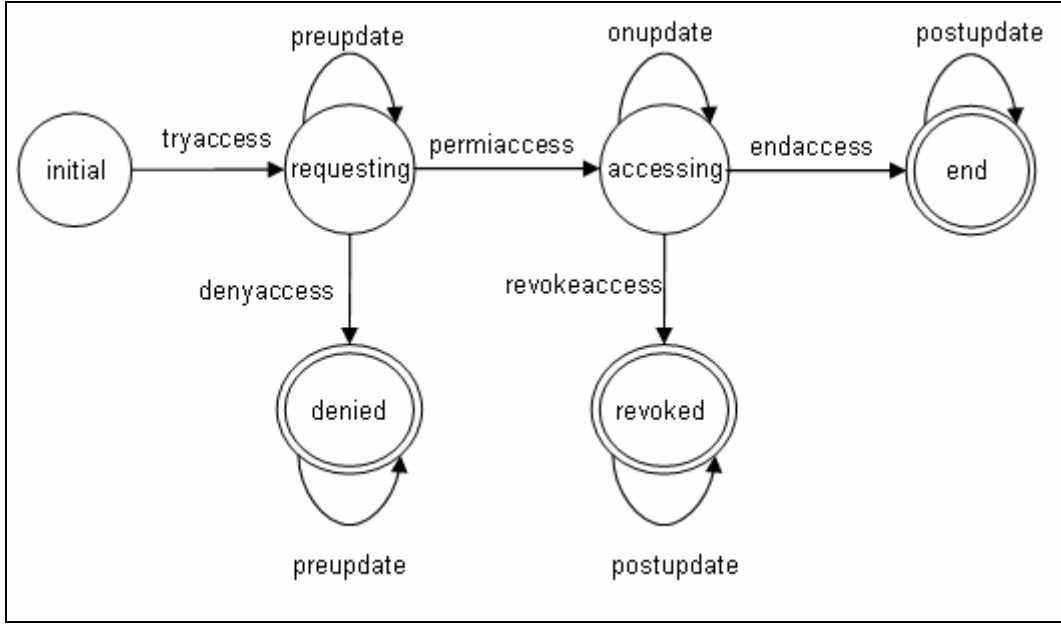 preupdate
onupdate
postupdate
tryaccess
permiaccess
endaccess
initial
requesting
accessing
end
denyaccess
revokeaccess
denied
revoked
preupdate
postupdate